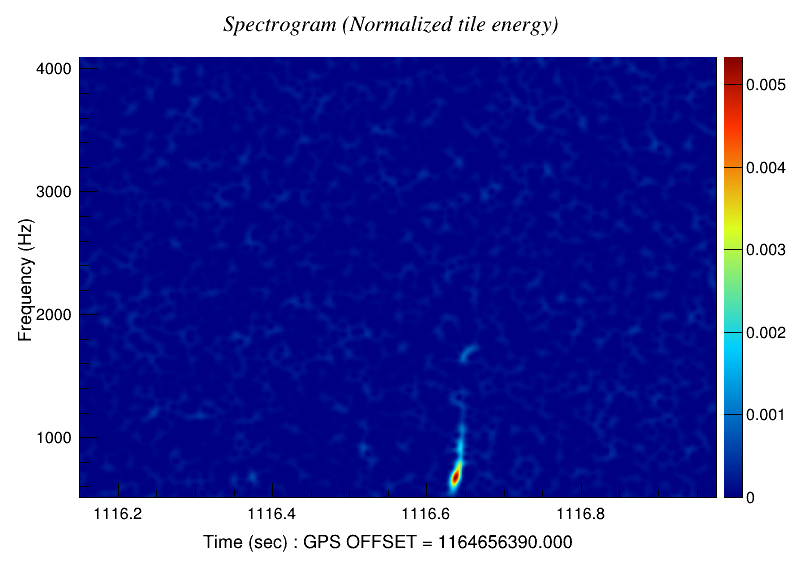 Spectrogram (Normalized tile energy)
4000
3000
2000
1000
Frequency (Hz)
0.005
0.004
0.003
0.002
0.001
0
1116.2 1116.4 1116.6 1116.8
Time (sec) : GPS OFFSET = 1164656390.000